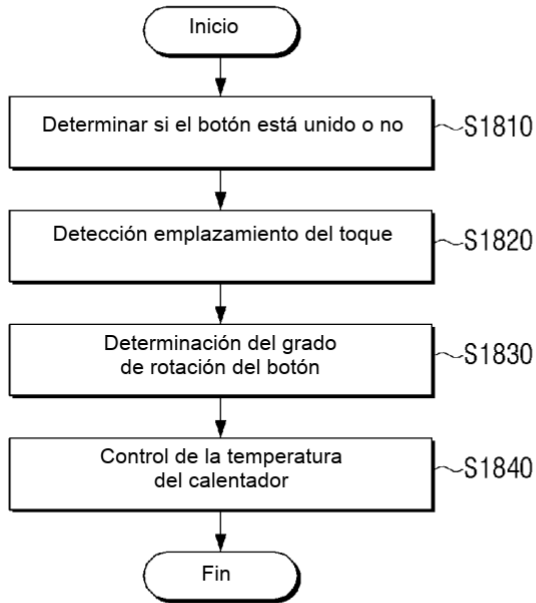 Inicio
Determinar si el botón está unido o no
S1810
Detección emplazamiento del toque
S1820
Determinación del grado
de rotación del botón
S1830
Control de la temperatura
del calentador
S1840
Fin